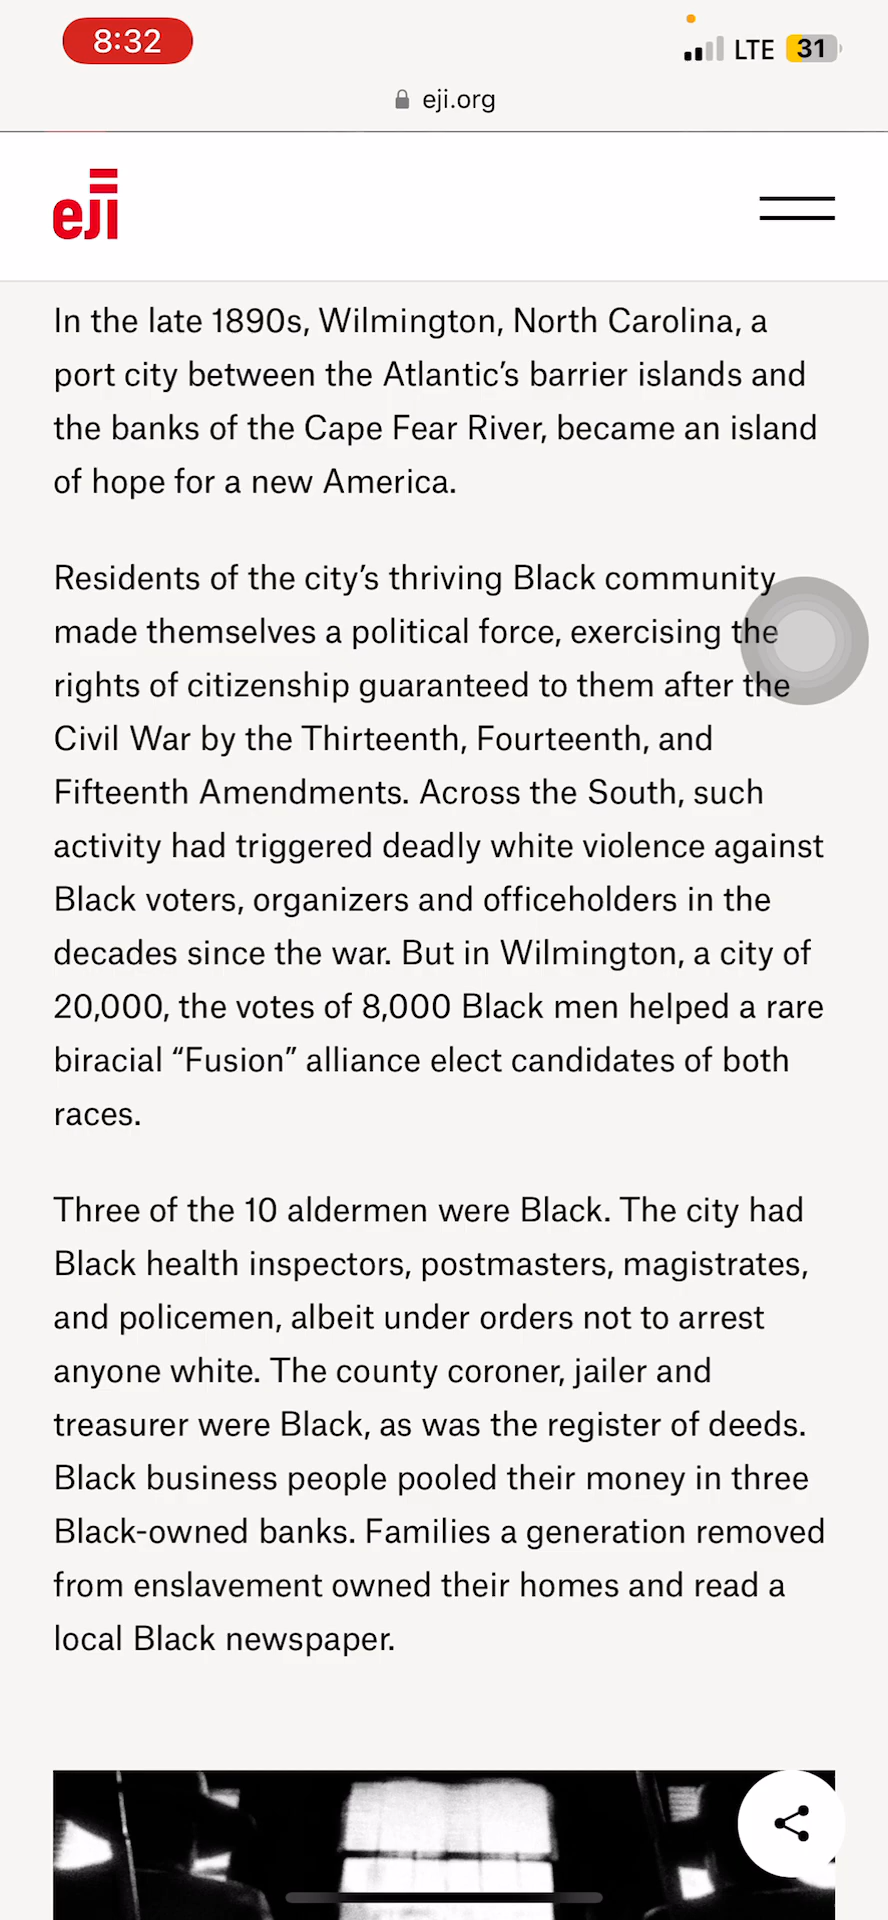 8:32
LTE 31
eji.org
eji
In the late 1890s, Wilmington, North Carolina, a
port city between the Atlantic’s barrier islands and
the banks of the Cape Fear River, became an island
of hope for a new America.
Residents of the city’s thriving Black community
made themselves a political force, exercising the
rights of citizenship guaranteed to them after the
Civil War by the Thirteenth, Fourteenth, and
Fifteenth Amendments. Across the South, such
activity had triggered deadly white violence against
Black voters, organizers and officeholders in the
decades since the war. But in Wilmington, a city of
20,000, the votes of 8,000 Black men helped a rare
biracial “Fusion” alliance elect candidates of both
races.
Three of the 10 aldermen were Black. The city had
Black health inspectors, postmasters, magistrates,
and policemen, albeit under orders not to arrest
anyone white. The county coroner, jailer and
treasurer were Black, as was the register of deeds.
Black business people pooled their money in three
Black-owned banks. Families a generation removed
from enslavement owned their homes and read a
local Black newspaper.